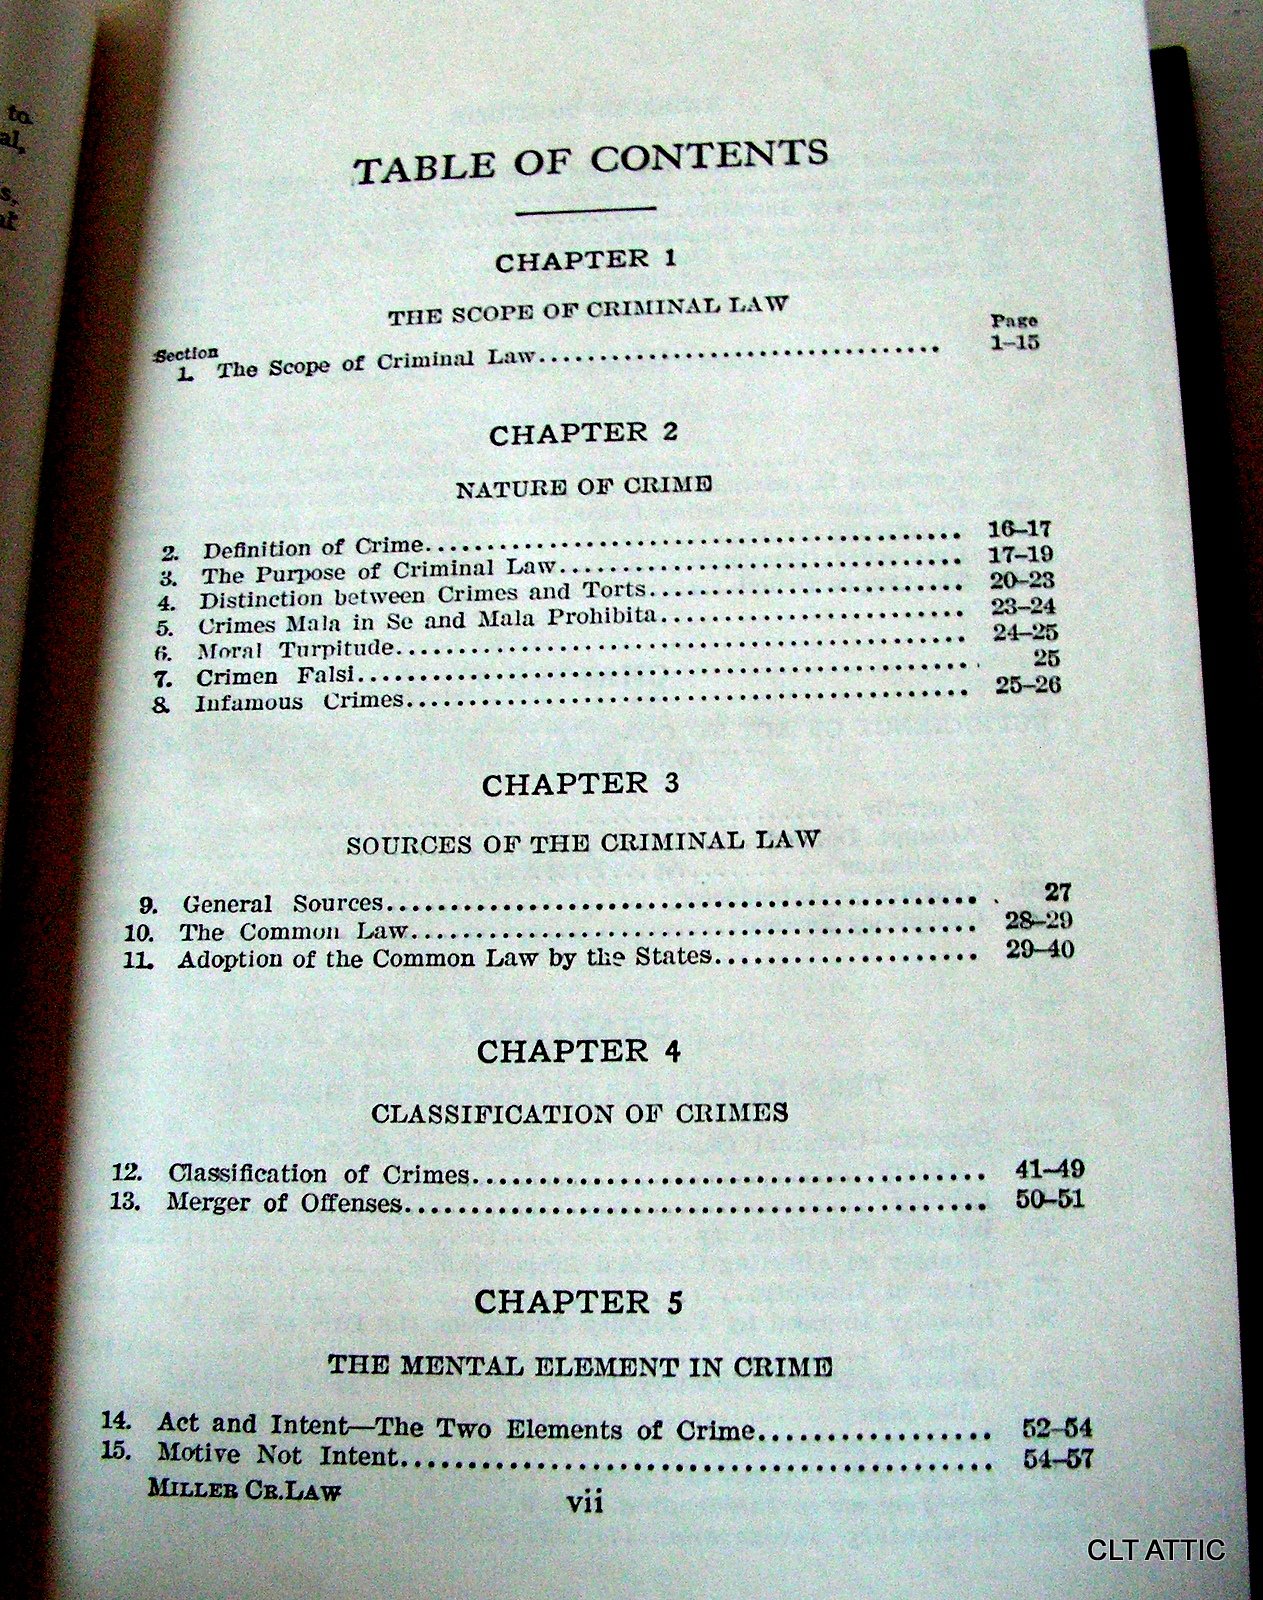 to
al,
s,
at
TABLE OF CONTENTS
CHAPTER 1
THE SCOPE OF CRIMINAL LAW
Section Page
1. The Scope of Criminal Law 1–15
CHAPTER 2
NATURE OF CRIME
2. Definition of Crime 16–17
3. The Purpose of Criminal Law 17–19
4. Distinction between Crimes and Torts 20–23
5. Crimes Mala in Se and Mala Prohibita 23–24
6. Moral Turpitude 24–25
7. Crimen Falsi 25
8. Infamous Crimes 25–26
CHAPTER 3
SOURCES OF THE CRIMINAL LAW
9. General Sources 27
10. The Common Law 28–29
11. Adoption of the Common Law by the States 29–40
CHAPTER 4
CLASSIFICATION OF CRIMES
12. Classification of Crimes 41–49
13. Merger of Offenses 50–51
CHAPTER 5
THE MENTAL ELEMENT IN CRIME
14. Act and Intent—The Two Elements of Crime 52–54
15. Motive Not Intent 54–57
MILLER CR.LAW vii
CLT ATTIC